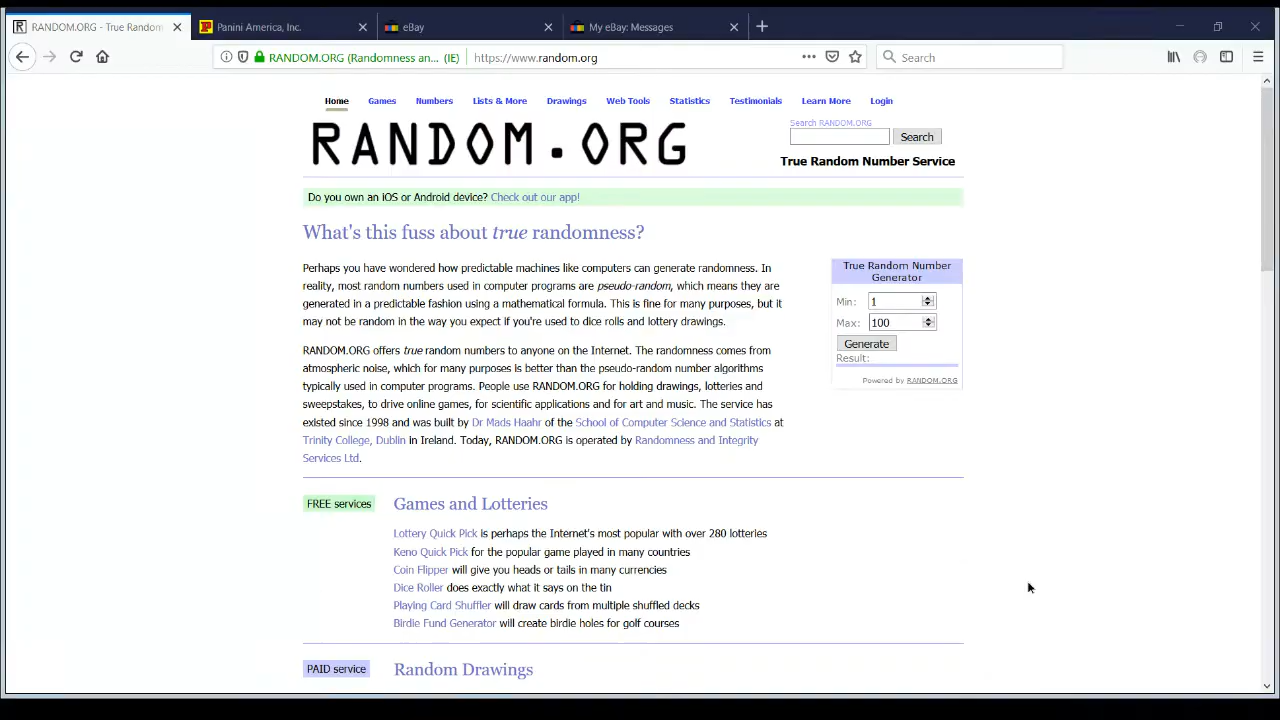 RANDOM.ORG - True Random
Panini America, Inc.
eBay
My eBay: Messages
RANDOM.ORG (Randomness an... (IE)
https://www.random.org
Search
Home Games Numbers Lists & More Drawings Web Tools Statistics Testimonials Learn More Login
RANDOM.ORG
Search RANDOM.ORG
Search
True Random Number Service
Do you own an iOS or Android device? Check out our app!
What's this fuss about true randomness?
Perhaps you have wondered how predictable machines like computers can generate randomness. In
reality, most random numbers used in computer programs are pseudo-random, which means they are
generated in a predictable fashion using a mathematical formula. This is fine for many purposes, but it
may not be random in the way you expect if you're used to dice rolls and lottery drawings.
RANDOM.ORG offers true random numbers to anyone on the Internet. The randomness comes from
atmospheric noise, which for many purposes is better than the pseudo-random number algorithms
typically used in computer programs. People use RANDOM.ORG for holding drawings, lotteries and
sweepstakes, to drive online games, for scientific applications and for art and music. The service has
existed since 1998 and was built by Dr Mads Haahr of the School of Computer Science and Statistics at
Trinity College, Dublin in Ireland. Today, RANDOM.ORG is operated by Randomness and Integrity
Services Ltd.
True Random Number
Generator
Min: 1
Max: 100
Generate
Result:
Powered by RANDOM.ORG
FREE services
Games and Lotteries
Lottery Quick Pick is perhaps the Internet's most popular with over 280 lotteries
Keno Quick Pick for the popular game played in many countries
Coin Flipper will give you heads or tails in many currencies
Dice Roller does exactly what it says on the tin
Playing Card Shuffler will draw cards from multiple shuffled decks
Birdie Fund Generator will create birdie holes for golf courses
PAID service
Random Drawings